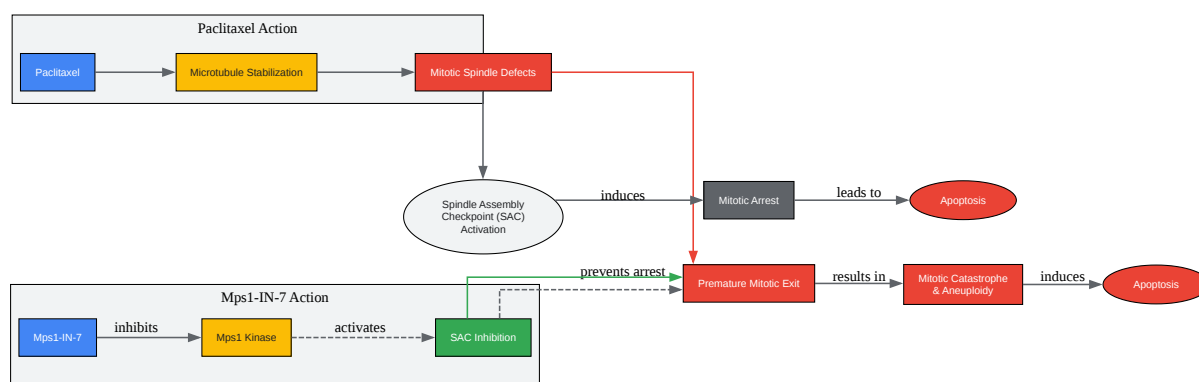 Paclitaxel Action
Paclitaxel
Microtubule Stabilization
Mitotic Spindle Defects
Spindle Assembly
Checkpoint (SAC)
Activation
induces
Mitotic Arrest
leads to
Apoptosis
prevents arrest
Premature Mitotic Exit
results in
Mitotic Catastrophe
& Aneuploidy
induces
Apoptosis
Mps1-IN-7 Action
Mps1-IN-7
inhibits
Mps1 Kinase
activates
SAC Inhibition